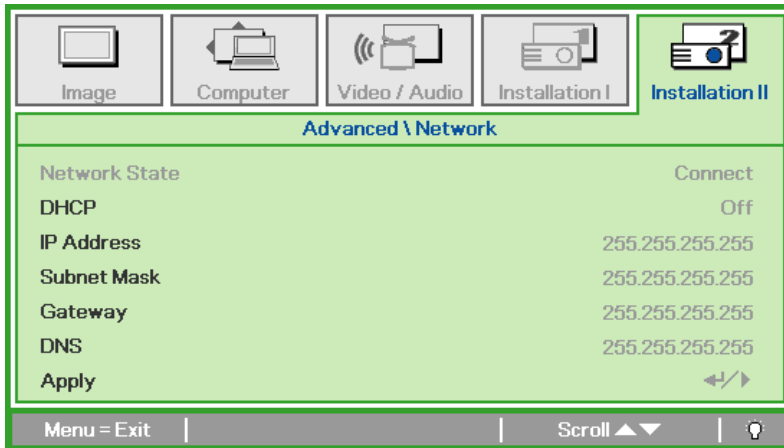 Image
Computer
Video / Audio
Installation I
Installation II
Advanced \ Network
Network State Connect
DHCP Off
IP Address 255.255.255.255
Subnet Mask 255.255.255.255
Gateway 255.255.255.255
DNS 255.255.255.255
Apply ↵/▶
Menu = Exit Scroll ▲▼